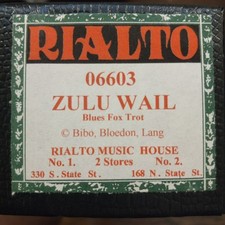 RIALTO
06603
ZULU WAIL
Blues Fox Trot
© Bibo, Bloedon, Lang
RIALTO MUSIC HOUSE
No. 1. 2 Stores No. 2.
330 S. State St. 168 N. State St.